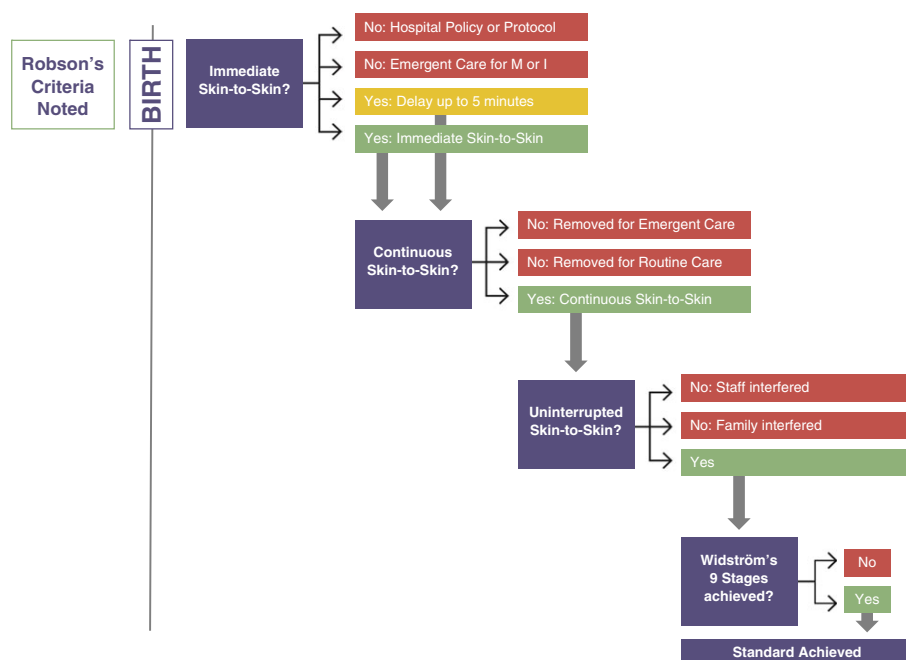 Robson's
Criteria
Noted
BIRTH
Immediate
Skin-to-Skin?
No: Hospital Policy or Protocol
No: Emergent Care for M or I
Yes: Delay up to 5 minutes
Yes: Immediate Skin-to-Skin
Continuous
Skin-to-Skin?
No: Removed for Emergent Care
No: Removed for Routine Care
Yes: Continuous Skin-to-Skin
Uninterrupted
Skin-to-Skin?
No: Staff interfered
No: Family interfered
Yes
Widström's
9 Stages
achieved?
No
Yes
Standard Achieved